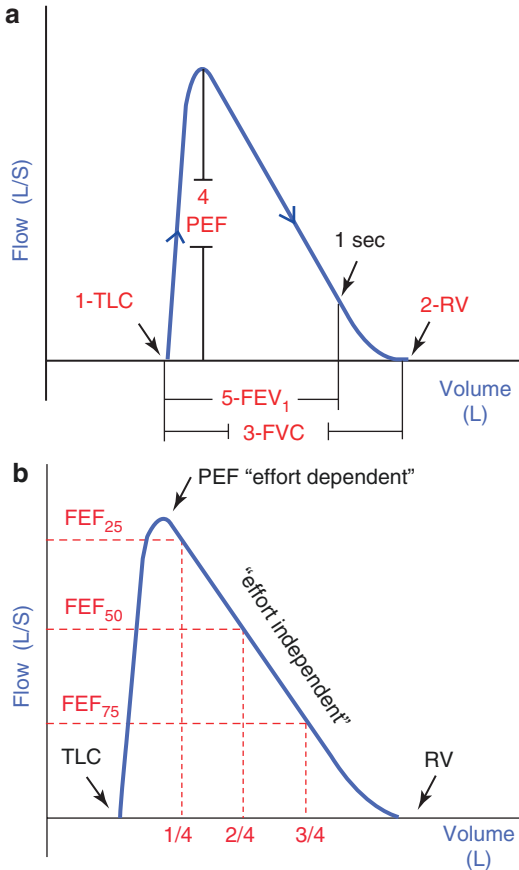 a
Flow (L/S)
4
PEF
1 sec
1-TLC
2-RV
5-FEV₁
3-FVC
Volume
(L)
b
PEF “effort dependent”
FEF₂₅
FEF₅₀
“effort independent”
Flow (L/S)
FEF₇₅
TLC
RV
1/4 2/4 3/4
Volume
(L)